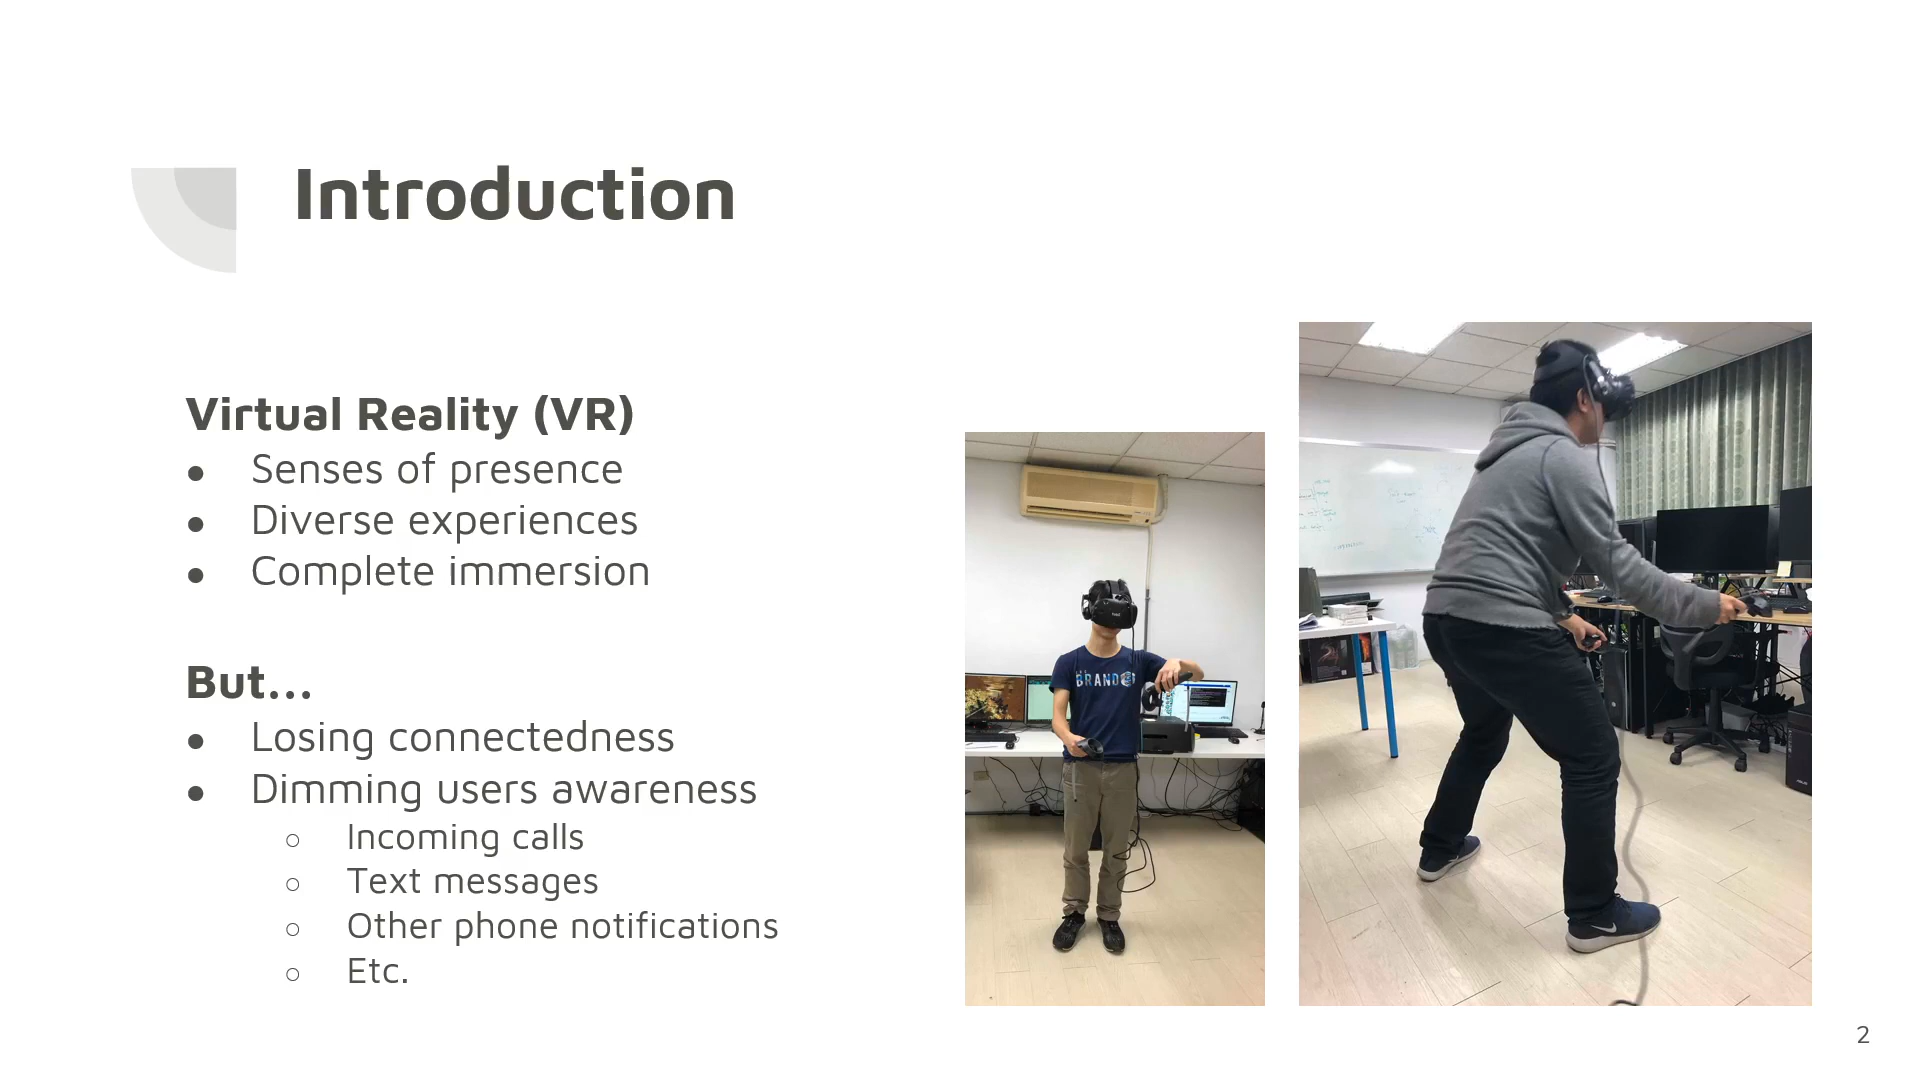 Introduction
Virtual Reality (VR)
● Senses of presence
● Diverse experiences
● Complete immersion
But...
● Losing connectedness
● Dimming users awareness
○ Incoming calls
○ Text messages
○ Other phone notifications
○ Etc.
BRAND
2